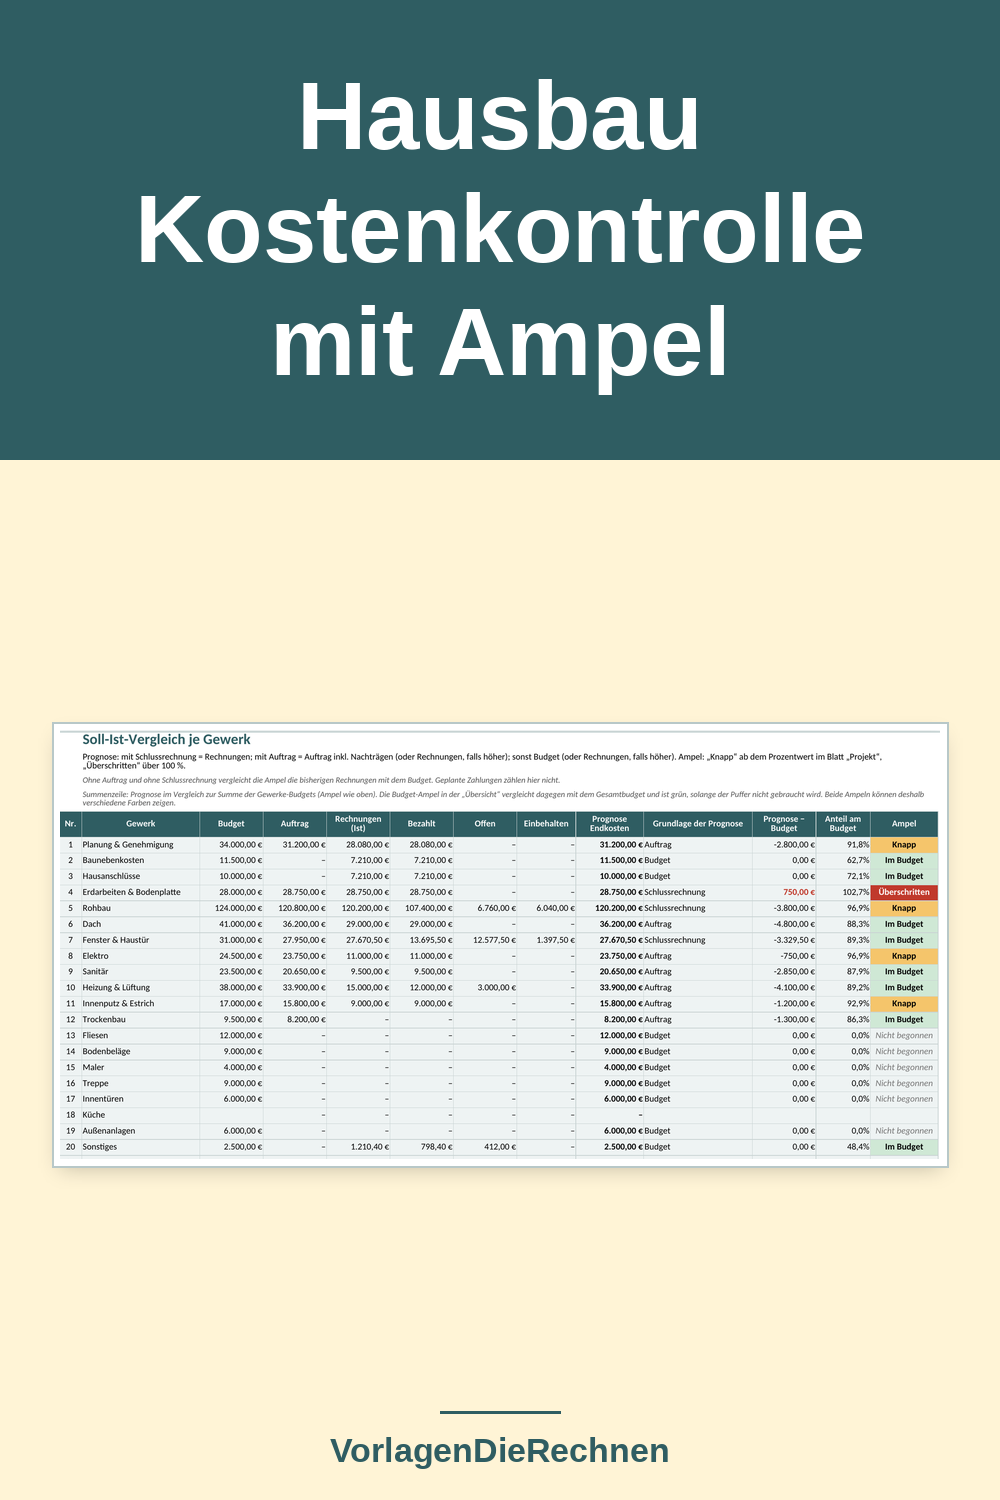 Hausbau
Kostenkontrolle
mit Ampel
Soll-Ist-Vergleich je Gewerk
Prognose: mit Schlussrechnung = Rechnungen; mit Auftrag = Auftrag inkl. Nachträgen (oder Rechnungen, falls höher); sonst Budget (oder Rechnungen, falls höher). Ampel: „Knapp“ ab dem Prozentwert im Blatt „Projekt“,
„Überschritten“ über 100 %.
Ohne Auftrag und ohne Schlussrechnung vergleicht die Ampel die bisherigen Rechnungen mit dem Budget. Geplante Zahlungen zählen hier nicht.
Summenzeile: Prognose im Vergleich zur Summe der Gewerke-Budgets (Ampel wie oben). Die Budget-Ampel in der „Übersicht“ vergleicht dagegen mit dem Gesamtbudget und ist grün, solange der Puffer nicht gebraucht wird. Beide Ampeln können deshalb
verschiedene Farben zeigen.
Nr. Gewerk Budget Auftrag Rechnungen (Ist) Bezahlt Offen Einbehalten Prognose Endkosten Grundlage der Prognose Prognose – Budget Anteil am Budget Ampel
1 Planung & Genehmigung 34.000,00 € 31.200,00 € 28.080,00 € 28.080,00 € – – 31.200,00 € Auftrag -2.800,00 € 91,8% Knapp
2 Baunebenkosten 11.500,00 € – 7.210,00 € 7.210,00 € – – 11.500,00 € Budget 0,00 € 62,7% Im Budget
3 Hausanschlüsse 10.000,00 € – 7.210,00 € 7.210,00 € – – 10.000,00 € Budget 0,00 € 72,1% Im Budget
4 Erdarbeiten & Bodenplatte 28.000,00 € 28.750,00 € 28.750,00 € 28.750,00 € – – 28.750,00 € Schlussrechnung 750,00 € 102,7% Überschritten
5 Rohbau 124.000,00 € 120.800,00 € 120.200,00 € 107.400,00 € 6.760,00 € 6.040,00 € 120.200,00 € Schlussrechnung -3.800,00 € 96,9% Knapp
6 Dach 41.000,00 € 36.200,00 € 29.000,00 € 29.000,00 € – – 36.200,00 € Auftrag -4.800,00 € 88,3% Im Budget
7 Fenster & Haustür 31.000,00 € 27.950,00 € 27.670,50 € 13.695,50 € 12.577,50 € 1.397,50 € 27.670,50 € Schlussrechnung -3.329,50 € 89,3% Im Budget
8 Elektro 24.500,00 € 23.750,00 € 11.000,00 € 11.000,00 € – – 23.750,00 € Auftrag -750,00 € 96,9% Knapp
9 Sanitär 23.500,00 € 20.650,00 € 9.500,00 € 9.500,00 € – – 20.650,00 € Auftrag -2.850,00 € 87,9% Im Budget
10 Heizung & Lüftung 38.000,00 € 33.900,00 € 15.000,00 € 12.000,00 € 3.000,00 € – 33.900,00 € Auftrag -4.100,00 € 89,2% Im Budget
11 Innenputz & Estrich 17.000,00 € 15.800,00 € 9.000,00 € 9.000,00 € – – 15.800,00 € Auftrag -1.200,00 € 92,9% Knapp
12 Trockenbau 9.500,00 € 8.200,00 € – – – – 8.200,00 € Auftrag -1.300,00 € 86,3% Im Budget
13 Fliesen 12.000,00 € – – – – – 12.000,00 € Budget 0,00 € 0,0% Nicht begonnen
14 Bodenbeläge 9.000,00 € – – – – – 9.000,00 € Budget 0,00 € 0,0% Nicht begonnen
15 Maler 4.000,00 € – – – – – 4.000,00 € Budget 0,00 € 0,0% Nicht begonnen
16 Treppe 9.000,00 € – – – – – 9.000,00 € Budget 0,00 € 0,0% Nicht begonnen
17 Innentüren 6.000,00 € – – – – – 6.000,00 € Budget 0,00 € 0,0% Nicht begonnen
18 Küche – – – – – –
19 Außenanlagen 6.000,00 € – – – – – 6.000,00 € Budget 0,00 € 0,0% Nicht begonnen
20 Sonstiges 2.500,00 € – 1.210,40 € 798,40 € 412,00 € – 2.500,00 € Budget 0,00 € 48,4% Im Budget
VorlagenDieRechnen